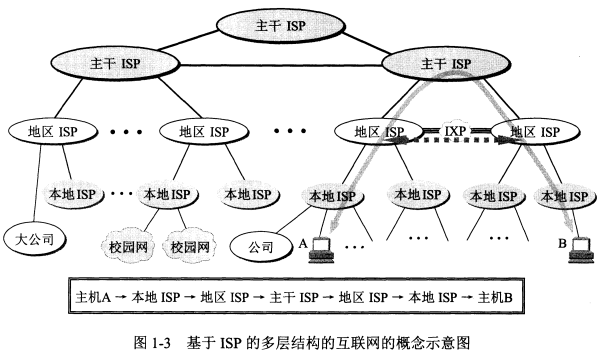 主干 ISP
主干 ISP
主干 ISP
地区 ISP
• • •
地区 ISP
• • •
地区 ISP
IXP
地区 ISP
本地ISP
• • •
本地ISP
本地ISP
本地ISP
本地ISP
本地ISP
本地ISP
大公司
校园网
校园网
公司
A
• • •
• • •
B
主机A → 本地 ISP → 地区 ISP → 主干 ISP → 地区 ISP → 本地 ISP → 主机B
图 1-3 基于 ISP 的多层结构的互联网的概念示意图